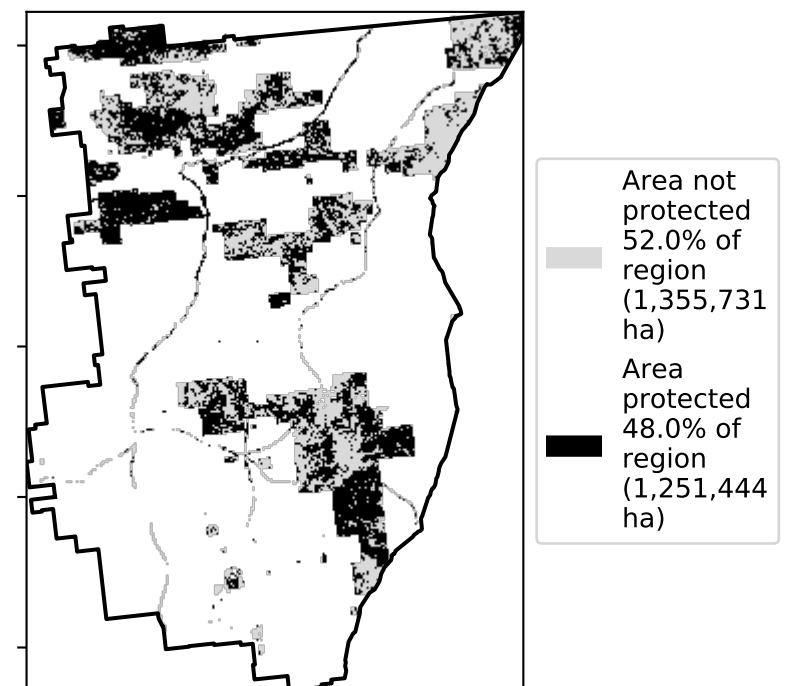 Area not
protected
52.0% of
region
(1,355,731
ha)
Area
protected
48.0% of
region
(1,251,444
ha)